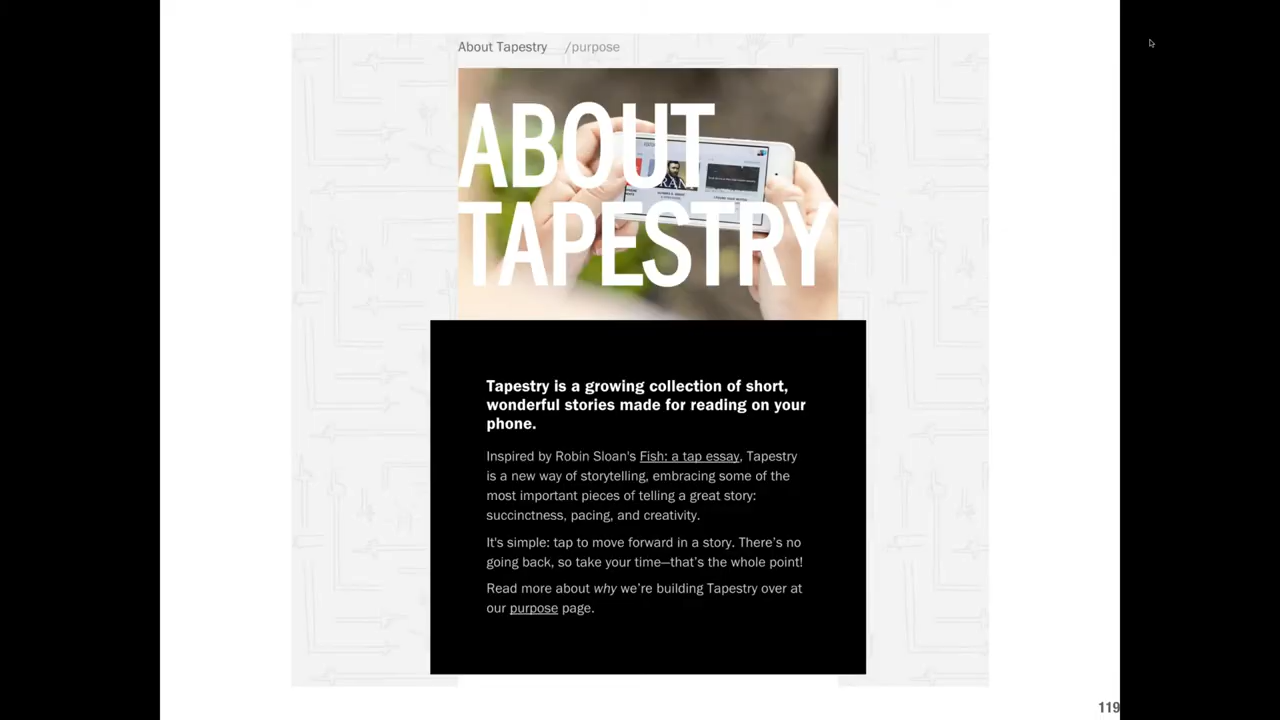 About Tapestry /purpose
ABOUT
TAPESTRY
Tapestry is a growing collection of short,
wonderful stories made for reading on your
phone.
Inspired by Robin Sloan's Fish: a tap essay, Tapestry
is a new way of storytelling, embracing some of the
most important pieces of telling a great story:
succinctness, pacing, and creativity.
It's simple: tap to move forward in a story. There’s no
going back, so take your time—that’s the whole point!
Read more about why we’re building Tapestry over at
our purpose page.
119